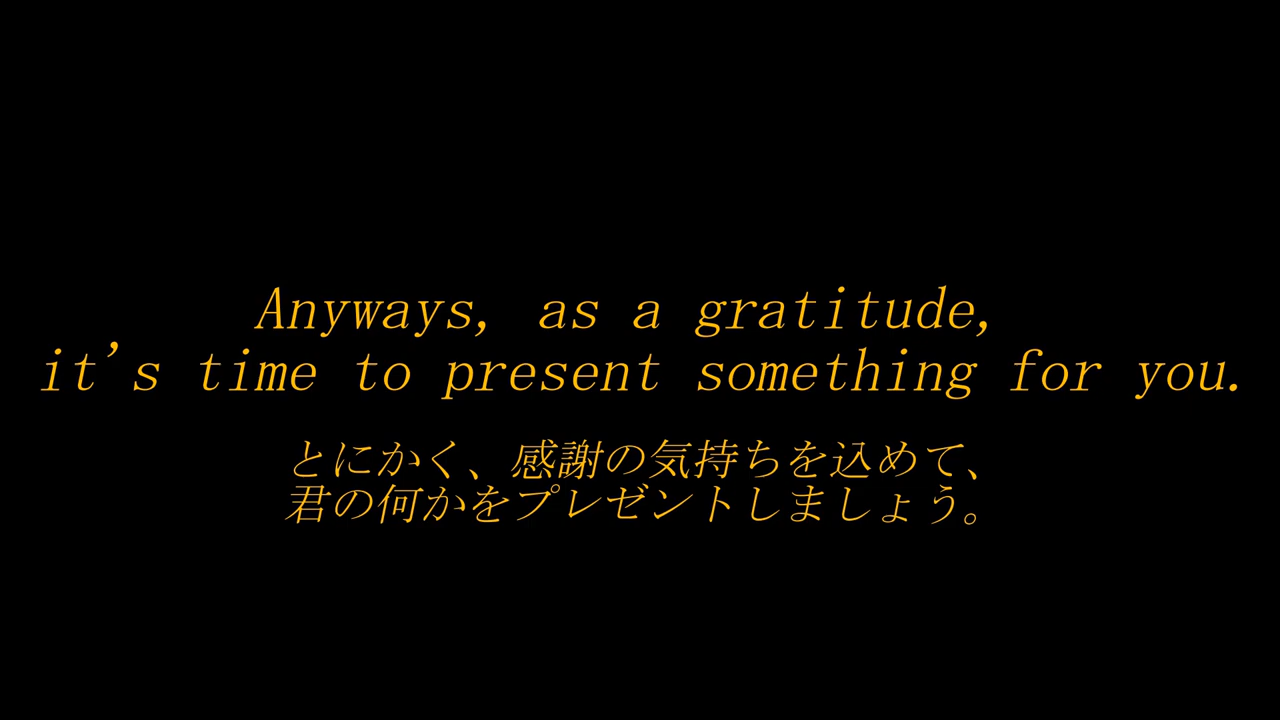 Anyways, as a gratitude,
it's time to present something for you.
とにかく、感謝の気持ちを込めて、
君の何かをプレゼントしましょう。